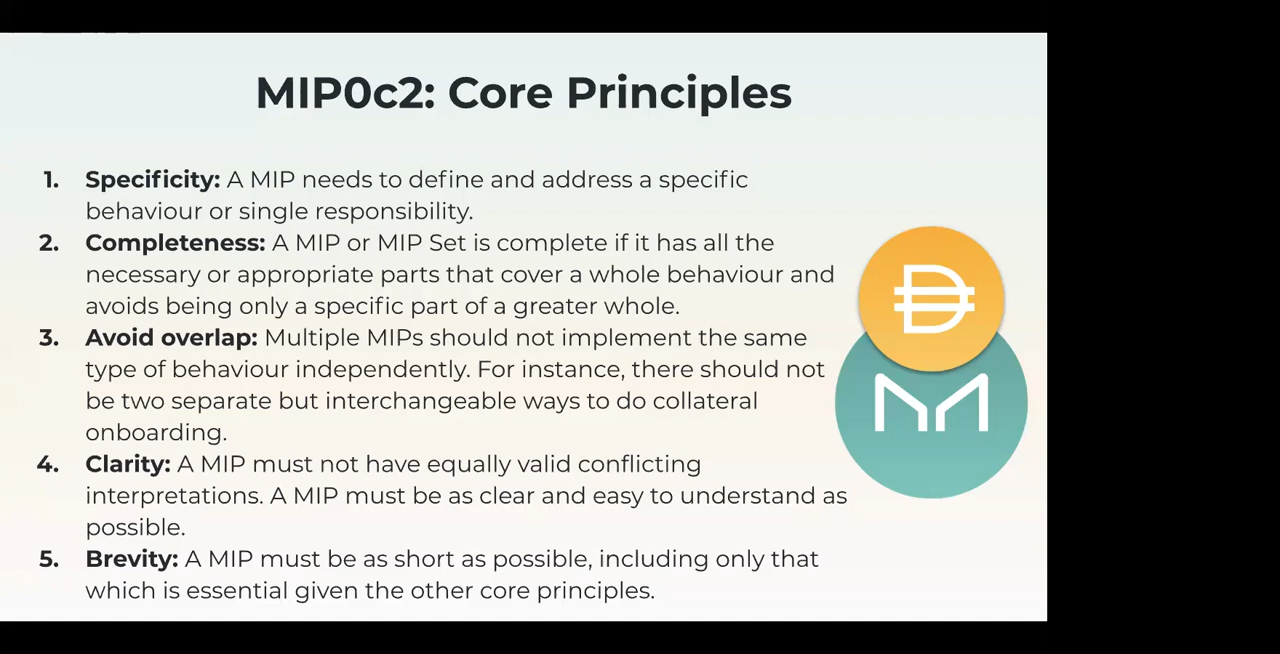 MIP0c2: Core Principles
1. Specificity: A MIP needs to define and address a specific
behaviour or single responsibility.
2. Completeness: A MIP or MIP Set is complete if it has all the
necessary or appropriate parts that cover a whole behaviour and
avoids being only a specific part of a greater whole.
3. Avoid overlap: Multiple MIPs should not implement the same
type of behaviour independently. For instance, there should not
be two separate but interchangeable ways to do collateral
onboarding.
4. Clarity: A MIP must not have equally valid conflicting
interpretations. A MIP must be as clear and easy to understand as
possible.
5. Brevity: A MIP must be as short as possible, including only that
which is essential given the other core principles.